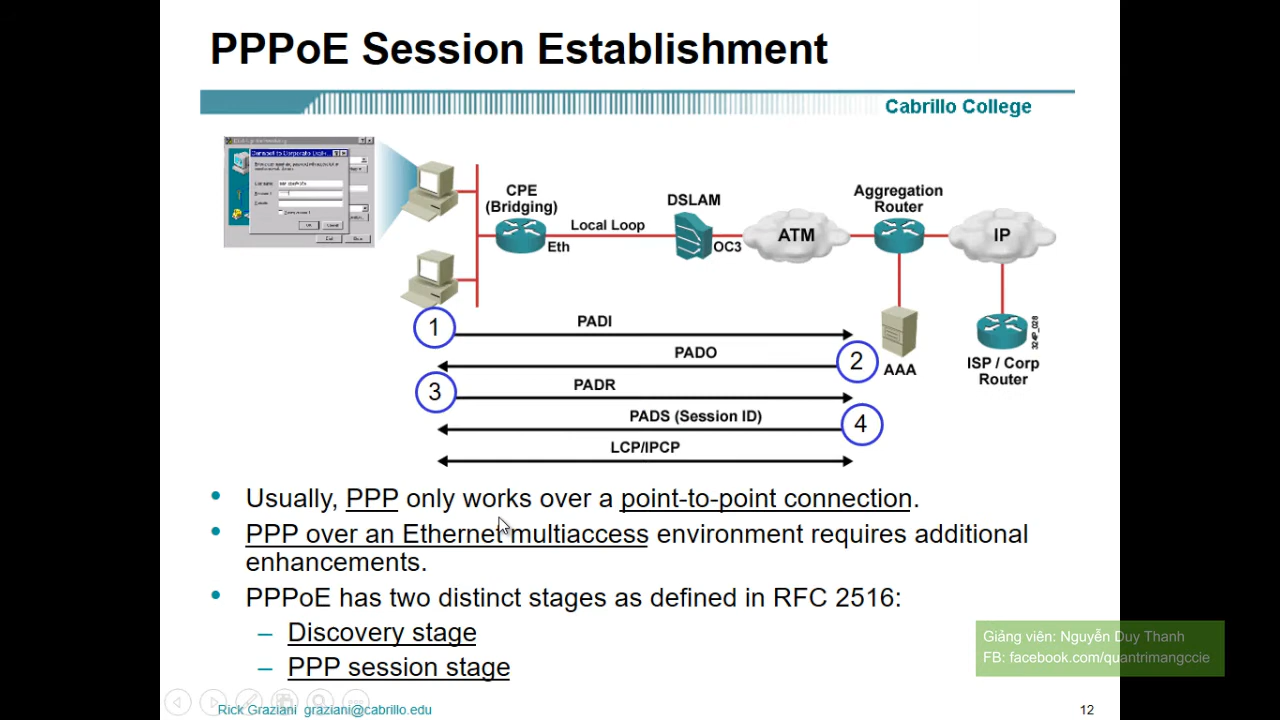 PPPoE Session Establishment
Cabrillo College
CPE
(Bridging)
Eth
Local Loop
DSLAM
OC3
ATM
Aggregation
Router
IP
AAA
ISP / Corp
Router
324P_028
1
PADI
PADO
2
3
PADR
PADS (Session ID)
4
LCP/IPCP
• Usually, PPP only works over a point-to-point connection.
• PPP over an Ethernet multiaccess environment requires additional
enhancements.
• PPPoE has two distinct stages as defined in RFC 2516:
– Discovery stage
– PPP session stage
Giảng viên: Nguyễn Duy Thanh
FB: facebook.com/quantrimangccie
Rick Graziani graziani@cabrillo.edu
12